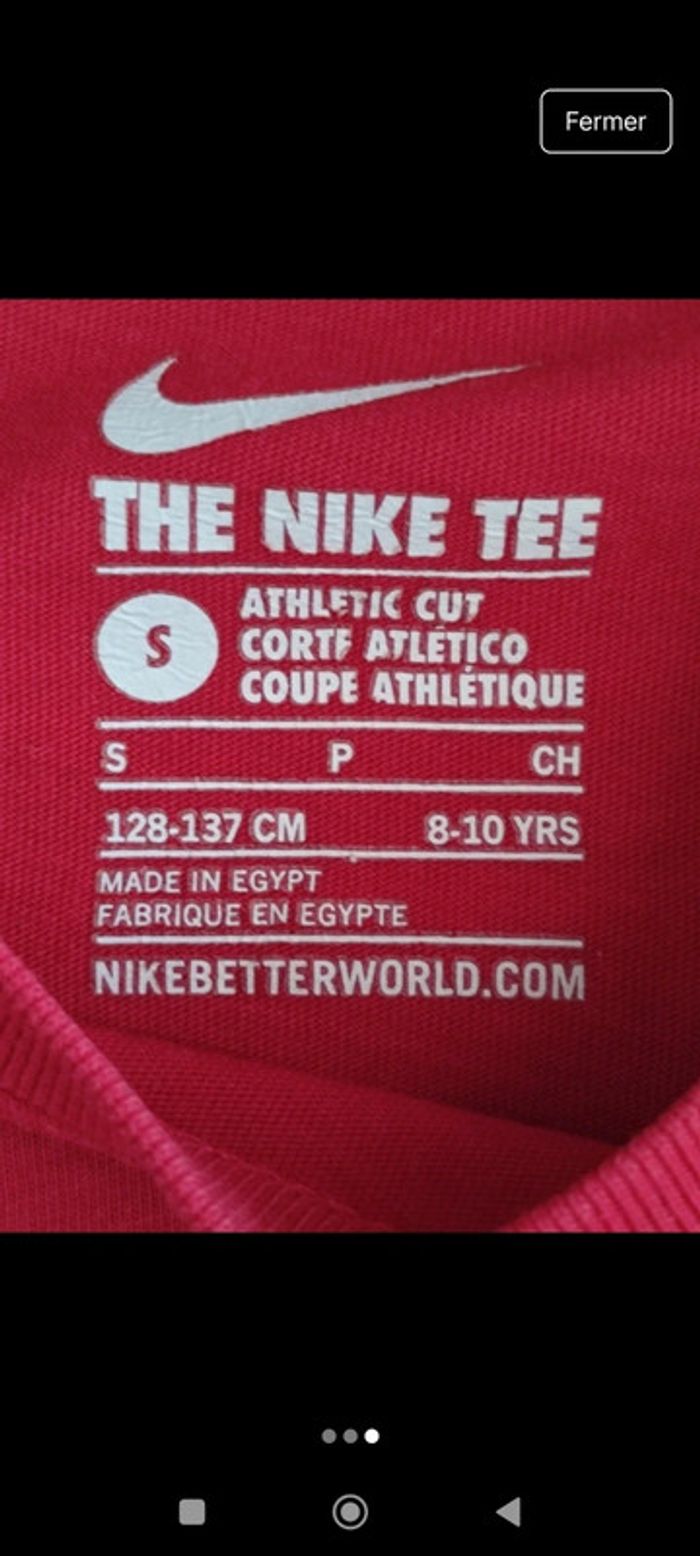 Fermer
THE NIKE TEE
S
ATHLETIC CUT
CORTE ATLÉTICO
COUPE ATHLÉTIQUE
S P CH
128-137 CM 8-10 YRS
MADE IN EGYPT
FABRIQUE EN EGYPTE
NIKEBETTERWORLD.COM